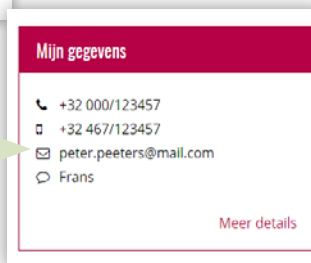 Mijn gegevens
+32 000/123457
+32 467/123457
peter.peeters@mail.com
Frans
Meer details